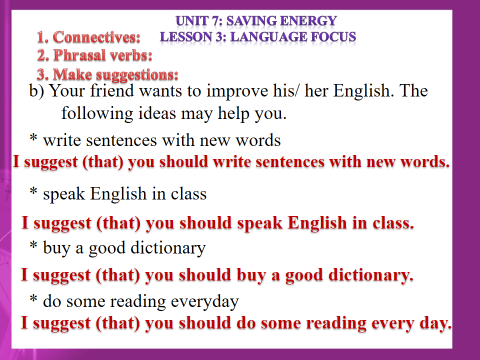 UNIT 7: SAVING ENERGY
LESSON 3: LANGUAGE FOCUS
1. Connectives:
2. Phrasal verbs:
3. Make suggestions:
b) Your friend wants to improve his/ her English. The
following ideas may help you.
* write sentences with new words
I suggest (that) you should write sentences with new words.
* speak English in class
I suggest (that) you should speak English in class.
* buy a good dictionary
I suggest (that) you should buy a good dictionary.
* do some reading everyday
I suggest (that) you should do some reading every day.